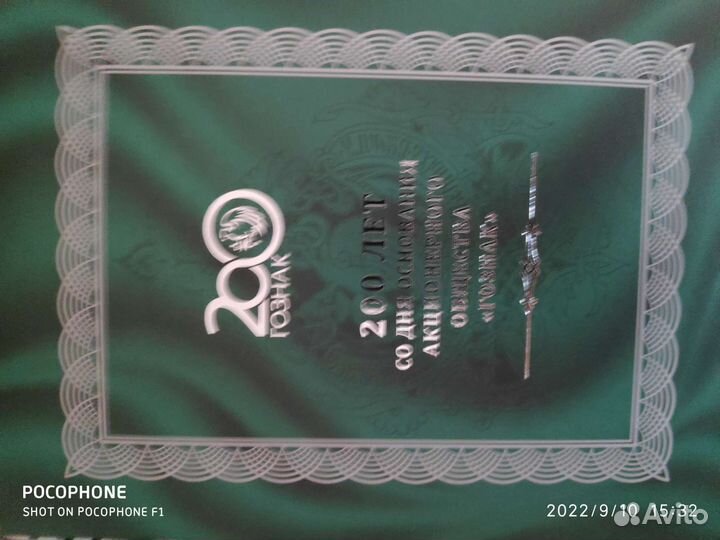 200
ГОЗНАК
200 ЛЕТ
СО ДНЯ ОСНОВАНИЯ
АКЦИОНЕРНОГО
ОБЩЕСТВА
«ГОЗНАК»
POCOPHONE
SHOT ON POCOPHONE F1
2022/9/10 15:32
Avito